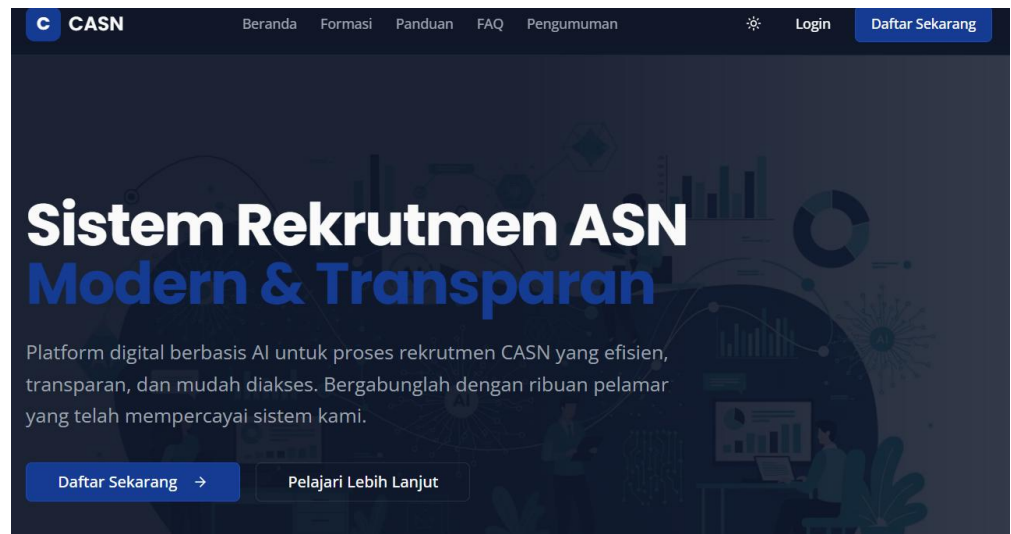 C CASN Beranda Formasi Panduan FAQ Pengumuman Login Daftar Sekarang
Sistem Rekrutmen ASN
Modern & Transparan
Platform digital berbasis AI untuk proses rekrutmen CASN yang efisien,
transparan, dan mudah diakses. Bergabunglah dengan ribuan pelamar
yang telah mempercayai sistem kami.
AI
AI
Daftar Sekarang → Pelajari Lebih Lanjut